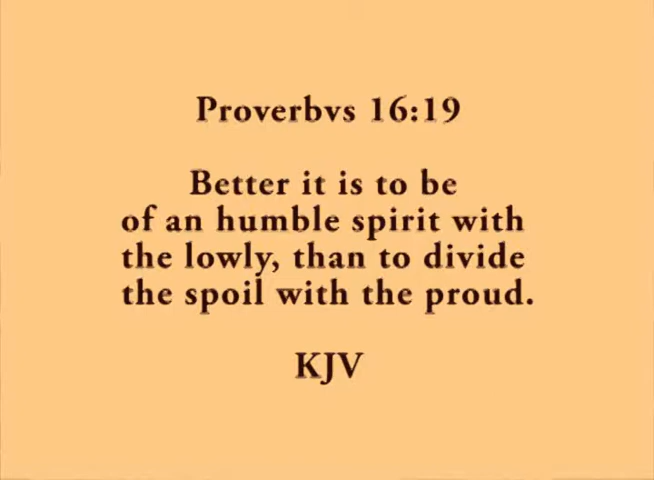 Proverbvs 16:19
Better it is to be
of an humble spirit with
the lowly, than to divide
the spoil with the proud.
KJV